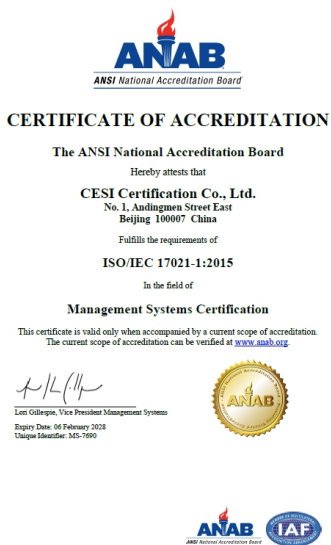 ANAB
ANSI National Accreditation Board
CERTIFICATE OF ACCREDITATION
The ANSI National Accreditation Board
Hereby attests that
CESI Certification Co., Ltd.
No. 1, Andingmen Street East
Beijing 100007 China
Fulfills the requirements of
ISO/IEC 17021-1:2015
In the field of
Management Systems Certification
This certificate is valid only when accompanied by a current scope of accreditation.
The current scope of accreditation can be verified at www.anab.org.
Lori Gillespie, Vice President Management Systems
Expiry Date: 06 February 2028
Unique Identifier: MS-7690
ANAB
ANAB
ANSI National Accreditation Board
IAF